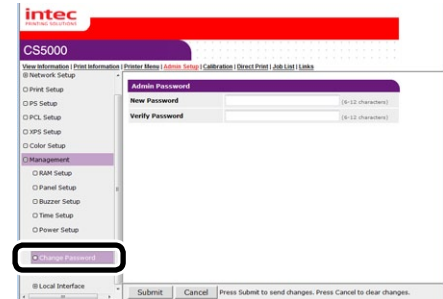 intec
PRINTING SOLUTIONS
CS5000
View Information | Print Information | Printer Menu | Admin Setup | Calibration | Direct Print | Job List | Links
Network Setup
Print Setup
PS Setup
PCL Setup
XPS Setup
Color Setup
Management
RAM Setup
Panel Setup
Buzzer Setup
Time Setup
Power Setup
Change Password
Local Interface
Admin Password
New Password (6-12 characters)
Verify Password (6-12 characters)
Submit Cancel Press Submit to send changes. Press Cancel to clear changes.